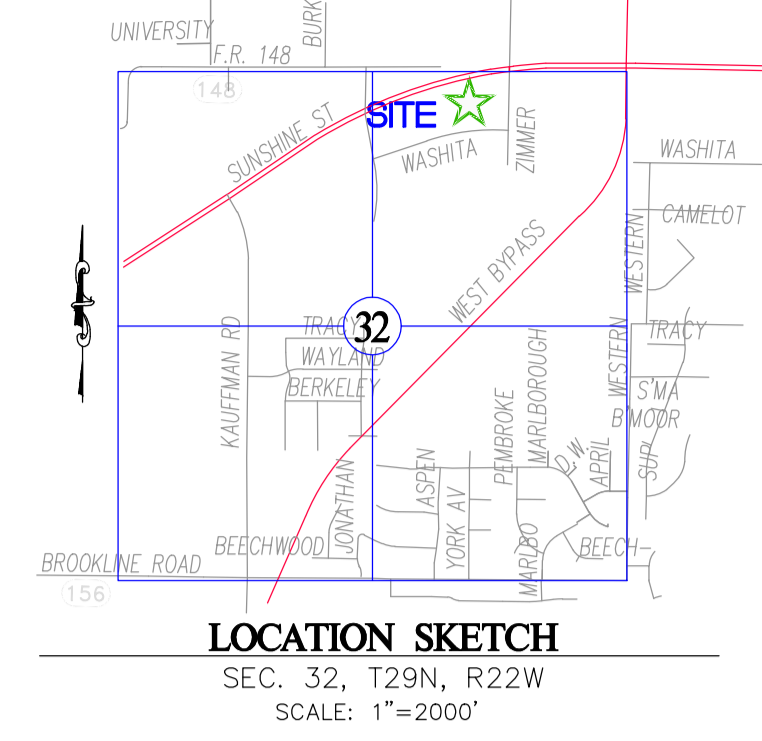 UNIVERSITY
BURK
F.R. 148
148
SITE
SUNSHINE ST
WASHITA
ZIMMER
WASHITA
CAMELOT
WESTERN
WEST BYPASS
TRACY
32
TRACY
WAYLAND
KAUFFMAN RD
BERKELEY
MARLBOROUGH
WESTERN
S'MA
B'MOOR
PEMBROKE
D.W.
APRIL
SUPL
ASPEN
JONATHAN
YORK AV
MARLBO
BEECHWOOD
BEECH-
BROOKLINE ROAD
156
LOCATION SKETCH
SEC. 32, T29N, R22W
SCALE: 1"=2000'